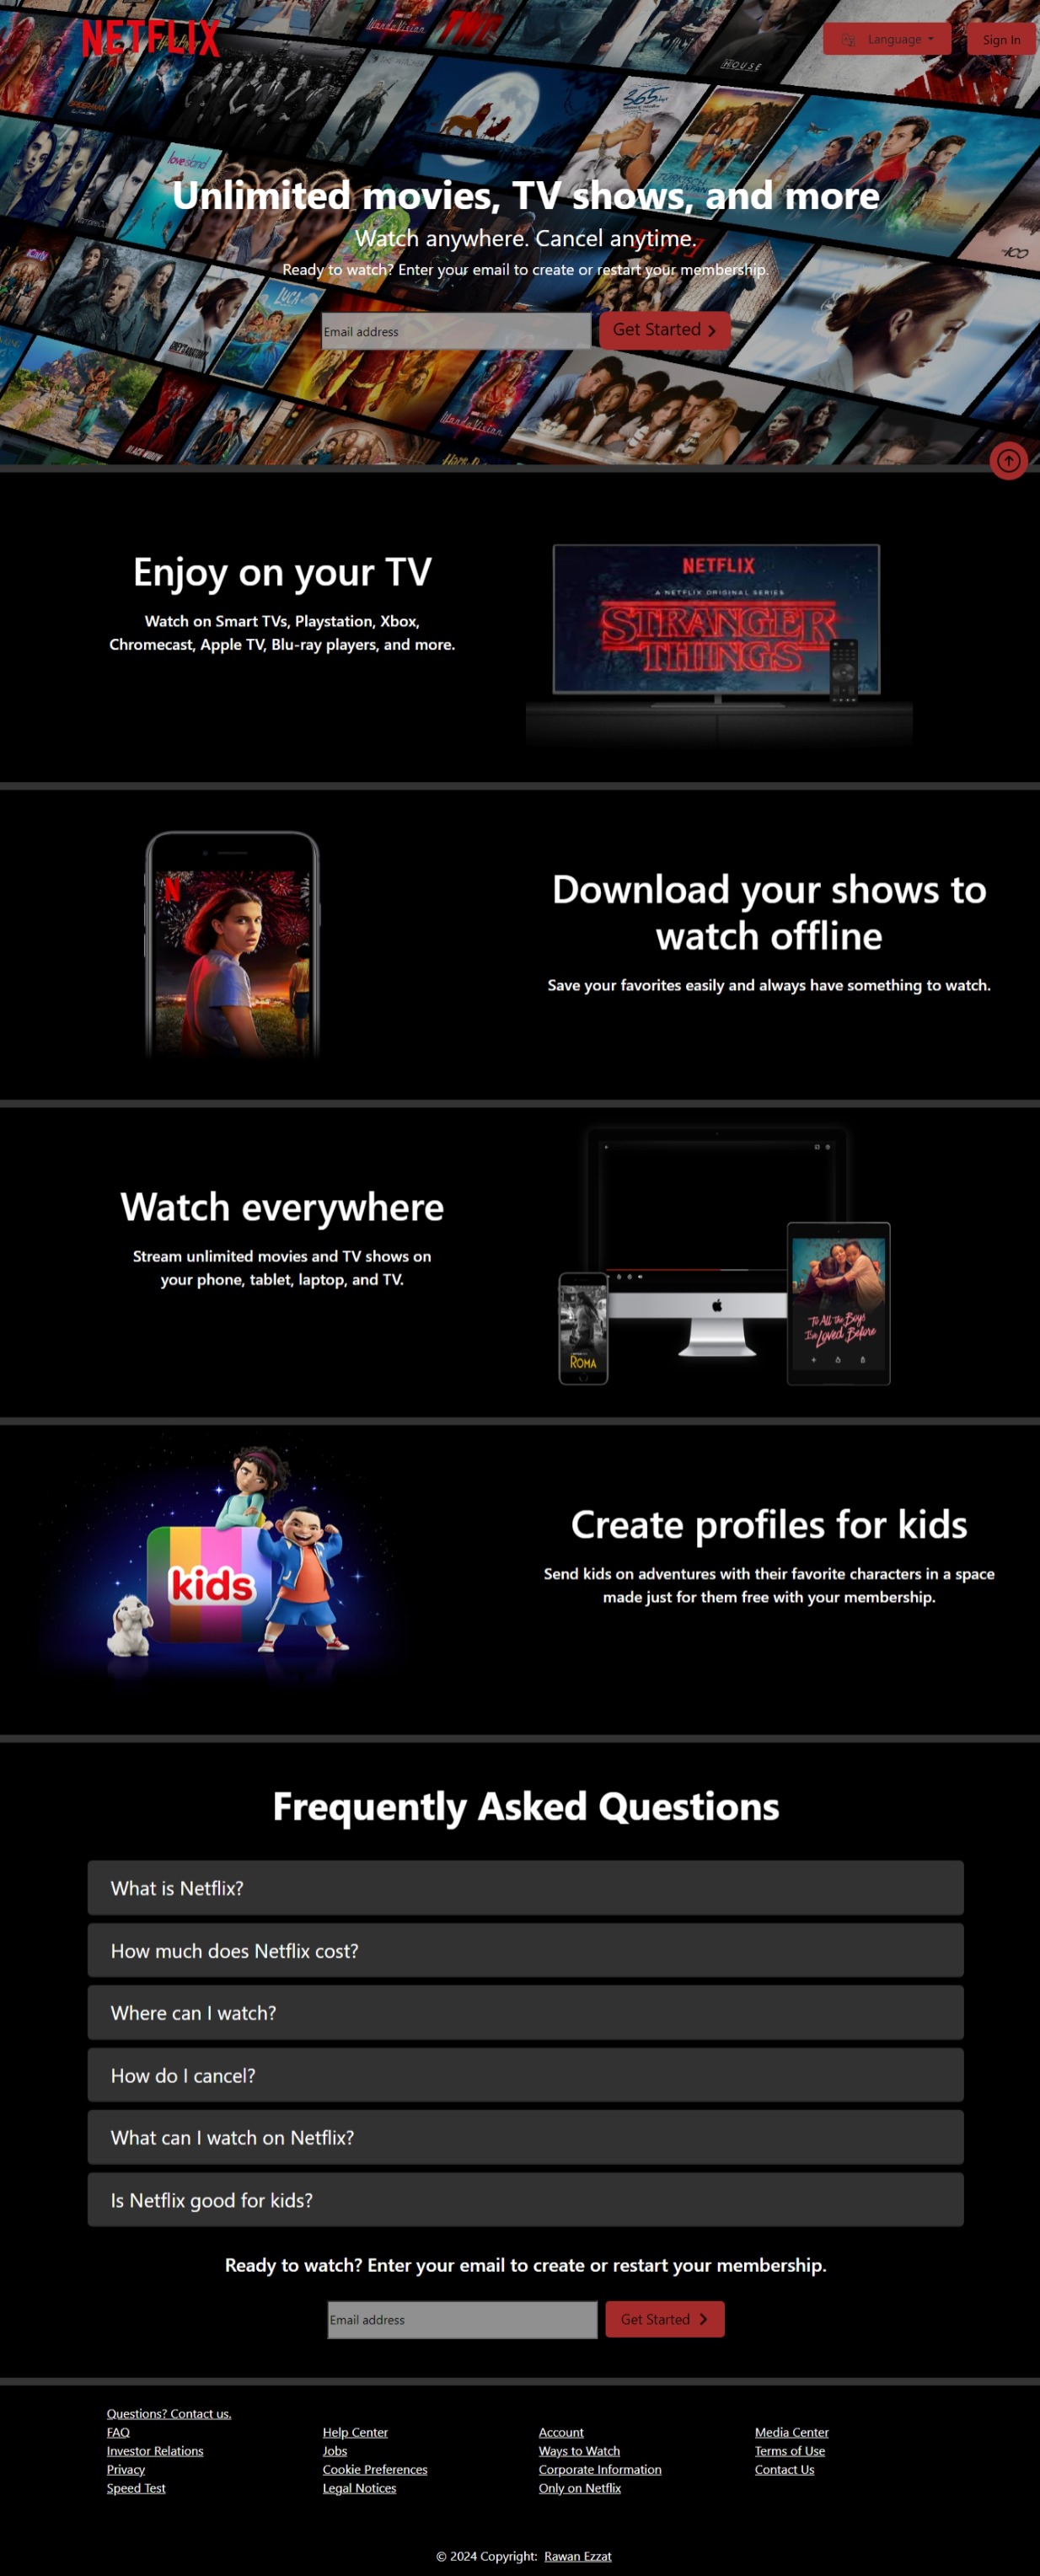 NETFLIX
Language
Sign In
WandaVision
HOUSE
365
love island
Unlimited movies, TV shows, and more
Watch anywhere. Cancel anytime.
Ready to watch? Enter your email to create or restart your membership.
iCarly
LUCA
Email address
Get Started
BLACK WIDOW
WandaVision
Enjoy on your TV
Watch on Smart TVs, Playstation, Xbox,
Chromecast, Apple TV, Blu-ray players, and more.
NETFLIX
A NETFLIX ORIGINAL SERIES
STRANGER
THINGS
N
Download your shows to
watch offline
Save your favorites easily and always have something to watch.
Watch everywhere
Stream unlimited movies and TV shows on
your phone, tablet, laptop, and TV.
ROMA
To All The Boys
I've Loved Before
kids
Create profiles for kids
Send kids on adventures with their favorite characters in a space
made just for them free with your membership.
Frequently Asked Questions
What is Netflix?
How much does Netflix cost?
Where can I watch?
How do I cancel?
What can I watch on Netflix?
Is Netflix good for kids?
Ready to watch? Enter your email to create or restart your membership.
Email address
Get Started
Questions? Contact us.
FAQ
Help Center
Account
Media Center
Investor Relations
Jobs
Ways to Watch
Terms of Use
Privacy
Cookie Preferences
Corporate Information
Contact Us
Speed Test
Legal Notices
Only on Netflix
© 2024 Copyright: Rawan Ezzat